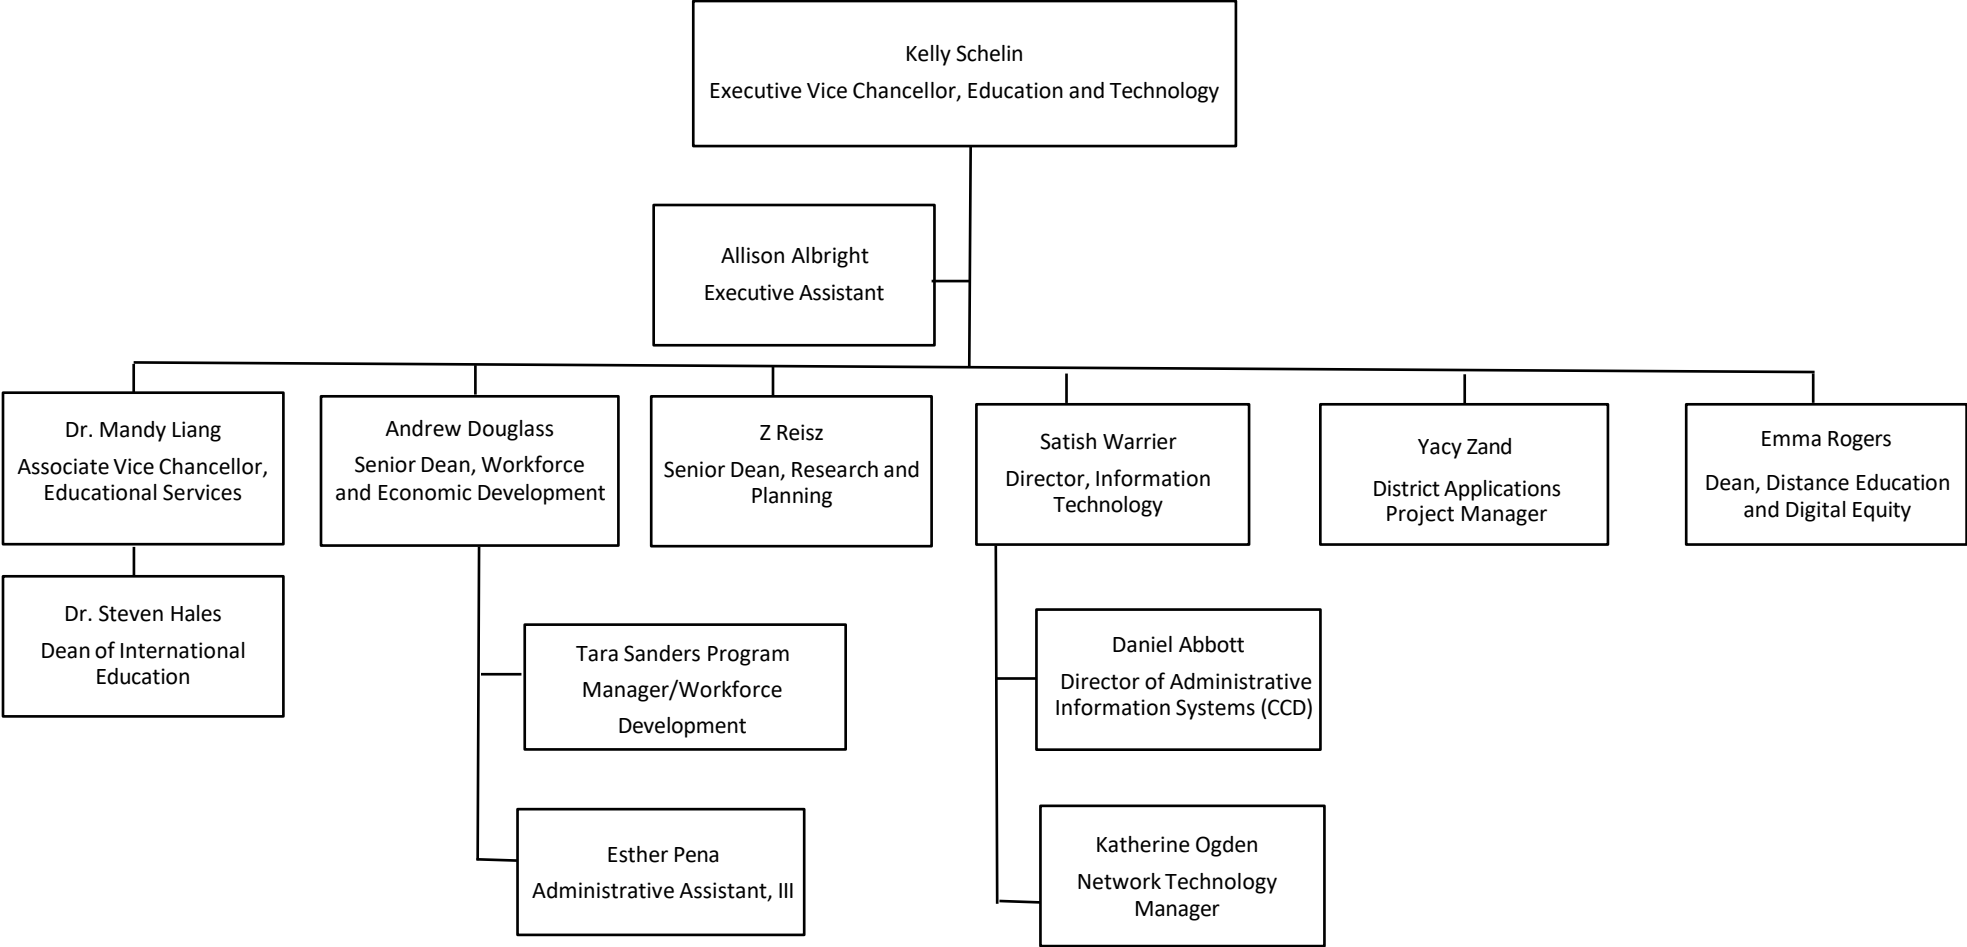 Kelly Schelin
Executive Vice Chancellor, Education and Technology
Allison Albright
Executive Assistant
Dr. Mandy Liang
Associate Vice Chancellor,
Educational Services
Andrew Douglass
Senior Dean, Workforce
and Economic Development
Z Reisz
Senior Dean, Research and
Planning
Satish Warrier
Director, Information
Technology
Yacy Zand
District Applications
Project Manager
Emma Rogers
Dean, Distance Education
and Digital Equity
Dr. Steven Hales
Dean of International
Education
Tara Sanders Program
Manager/Workforce
Development
Daniel Abbott
Director of Administrative
Information Systems (CCD)
Esther Pena
Administrative Assistant, III
Katherine Ogden
Network Technology
Manager